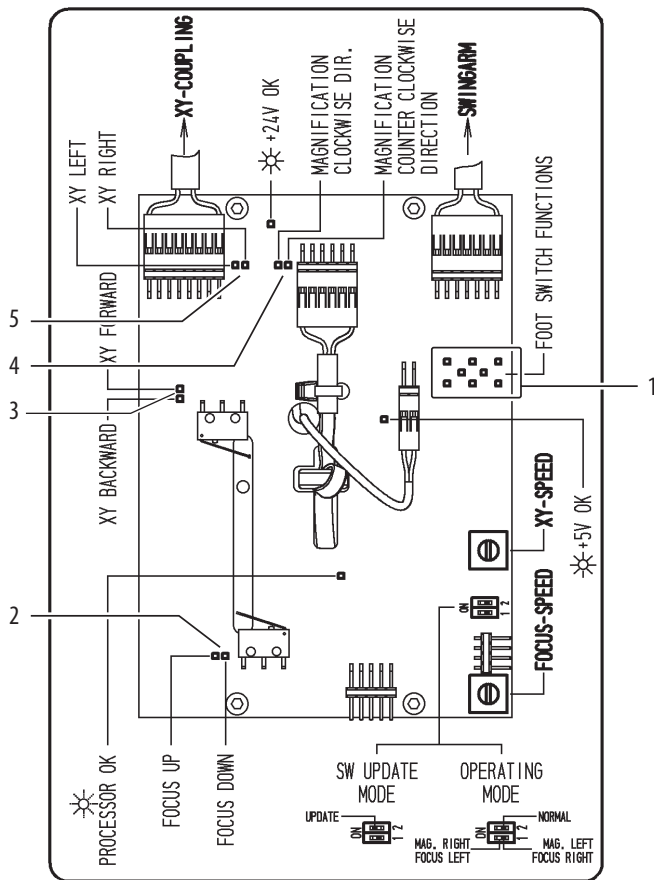 XY-COUPLING
XY LEFT
XY RIGHT
+24V OK
MAGNIFICATION
CLOCKWISE DIR.
MAGNIFICATION
COUNTER CLOCKWISE
DIRECTION
SWINGARM
FOOT SWITCH FUNCTIONS
5
4
XY FORWARD
3
XY BACKWARD
1
+5V OK
XY-SPEED
ON
1 2
FOCUS-SPEED
2
PROCESSOR OK
FOCUS UP
FOCUS DOWN
SW UPDATE
MODE
OPERATING
MODE
UPDATE
ON
1 2
NORMAL
ON
1 2
MAG. RIGHT
FOCUS LEFT
MAG. LEFT
FOCUS RIGHT